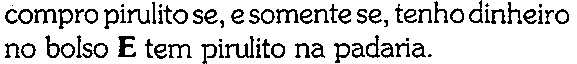 compro pirulito se, e somente se, tenho dinheiro
no bolso E tem pirulito na padaria.